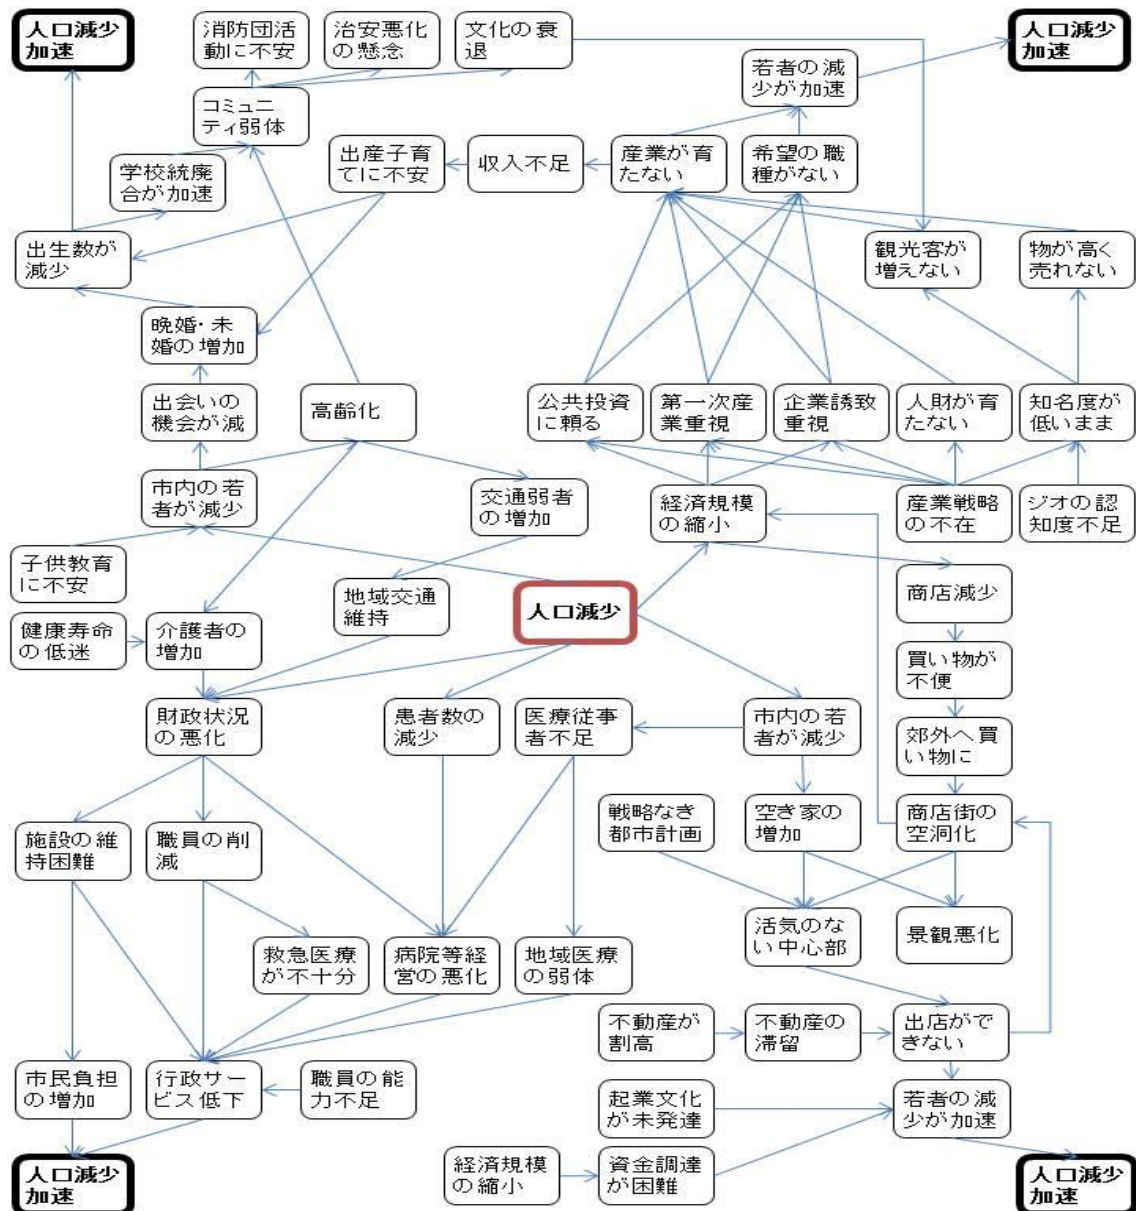 人口減少
加速
消防団活
動に不安
治安悪化
の懸念
文化の衰
退
人口減少
加速
若者の減
少が加速
コミュニ
ティ弱体
学校統廃
合が加速
出産子育
てに不安
収入不足
産業が育
たない
希望の職
種がない
出生数が
減少
観光客が
増えない
物が高く
売れない
晩婚・未
婚の増加
出会いの
機会が減
高齢化
公共投資
に頼る
第一次産
業重視
企業誘致
重視
人財が育
たない
知名度が
低いまま
市内の若
者が減少
交通弱者
の増加
経済規模
の縮小
産業戦略
の不在
ジオの認
知度不足
子供教育
に不安
地域交通
維持
人口減少
商店減少
健康寿命
の低迷
介護者の
増加
買い物が
不便
財政状況
の悪化
患者数の
減少
医療従事
者不足
市内の若
者が減少
郊外へ買
い物に
施設の維
持困難
職員の削
減
戦略なき
都市計画
空き家の
増加
商店街の
空洞化
救急医療
が不十分
病院等経
営の悪化
地域医療
の弱体
活気のな
い中心部
景観悪化
不動産が
割高
不動産の
滞留
出店がで
きない
市民負担
の増加
行政サー
ビス低下
職員の能
力不足
起業文化
が未発達
若者の減
少が加速
人口減少
加速
経済規模
の縮小
資金調達
が困難
人口減少
加速